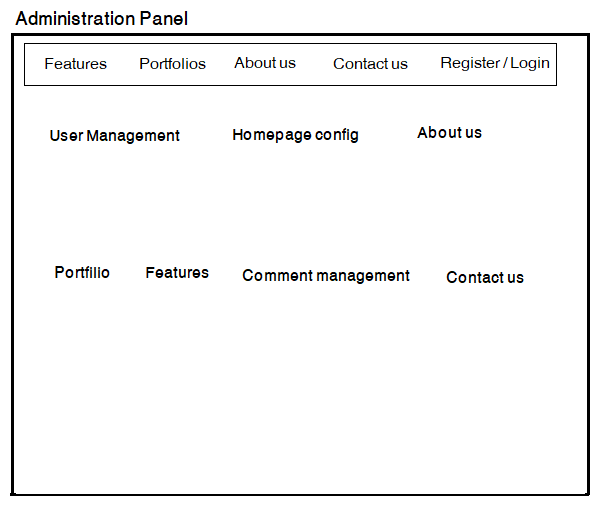 Administration Panel
Features Portfolios About us Contact us Register / Login
User Management Homepage config About us
Portfilio Features Comment management Contact us